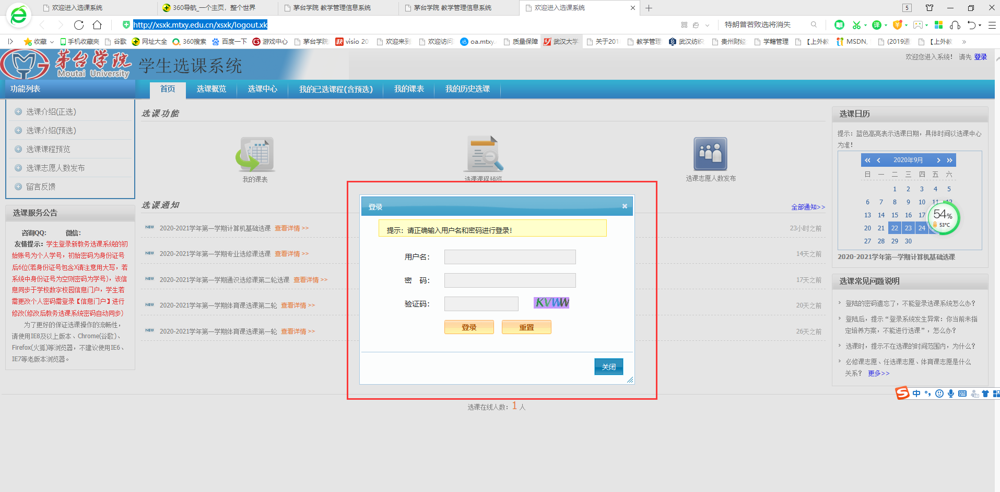 欢迎进入选课系统
360导航_一个主页，整个世界
茅台学院 教学管理信息系统
茅台学院 教学管理信息系统
欢迎进入选课系统
5
http://xsxk.mtxy.edu.cn/xsxk/logout.xk
特朗普若败选将消失
收藏
手机收藏夹
谷歌
网址大全
360搜索
百度一下
游戏中心
茅台学院
visio 20
欢迎来到
欢迎访问
oa.mtxy.
质量保障
武汉大学
关于201
教学管理
武汉纺织
贵州财经
学籍管理
【上外教
MSDN,
(2019通
【上外教
茅台学院
Moutai University
学生选课系统
欢迎您进入系统！ 请先 登录
功能列表
首页
选课概览
选课中心
我的已选课程(含预选)
我的课表
我的历史选课
选课介绍(正选)
选课介绍(预选)
选课课程预览
选课志愿人数发布
留言反馈
选课服务公告
咨询QQ: 微信:
友情提示：学生登录新教务选课系统的初
始账号为个人学号，初始密码为身份证号
后6位(若身份证号包含X请注意用大写，若
系统中身份证号为空则密码为学号)，该信
息同步于学校数字校园信息门户，学生若
需更改个人密码需登录【信息门户】进行
修改(修改后教务选课系统密码自动同步)
为了更好的保证选课操作的流畅性，
请使用IE8及以上版本、Chrome(谷歌)、
Firefox(火狐)等浏览器，不建议使用IE6、
IE7等老版本浏览器。
选课功能
我的课表
选课课程预览
选课志愿人数发布
选课通知
全部通知>>
NEW 2020-2021学年第一学期计算机基础选课 查看详情 >> 23小时之前
NEW 2020-2021学年第一学期专业选修课选课 查看详情 >> 14天之前
NEW 2020-2021学年第一学期通识选修课第二轮选课 查看详情 >> 17天之前
NEW 2020-2021学年第一学期体育课选课第二轮 查看详情 >> 20天之前
NEW 2020-2021学年第一学期体育课选课第一轮 查看详情 >> 26天之前
登录
提示：请正确输入用户名和密码进行登录！
用户名：
密 码：
验证码：
KVWW
登录
重置
关闭
选课日历
提示：蓝色高亮表示选课日期，具体时间以选课中心
为准！
2020年9月
日 一 二 三 四 五 六
1 2 3 4 5
6 7 8 9 10 11 12
13 14 15 16 17
20 21 22 23 24
27 28 29 30
54%
53°C
2020-2021学年第一学期计算机基础选课
选课常见问题说明
登陆的密码遗忘了，不能登录选课系统怎么办？
登陆后，提示“登录系统发生异常：你当前未指
定培养方案，不能进行选课”，怎么办？
选课时，提示不在选课的时间范围内，为什么？
必修课志愿、任选课志愿、体育课志愿是什么
关系？ 更多>>
中
选课在线人数：1 人